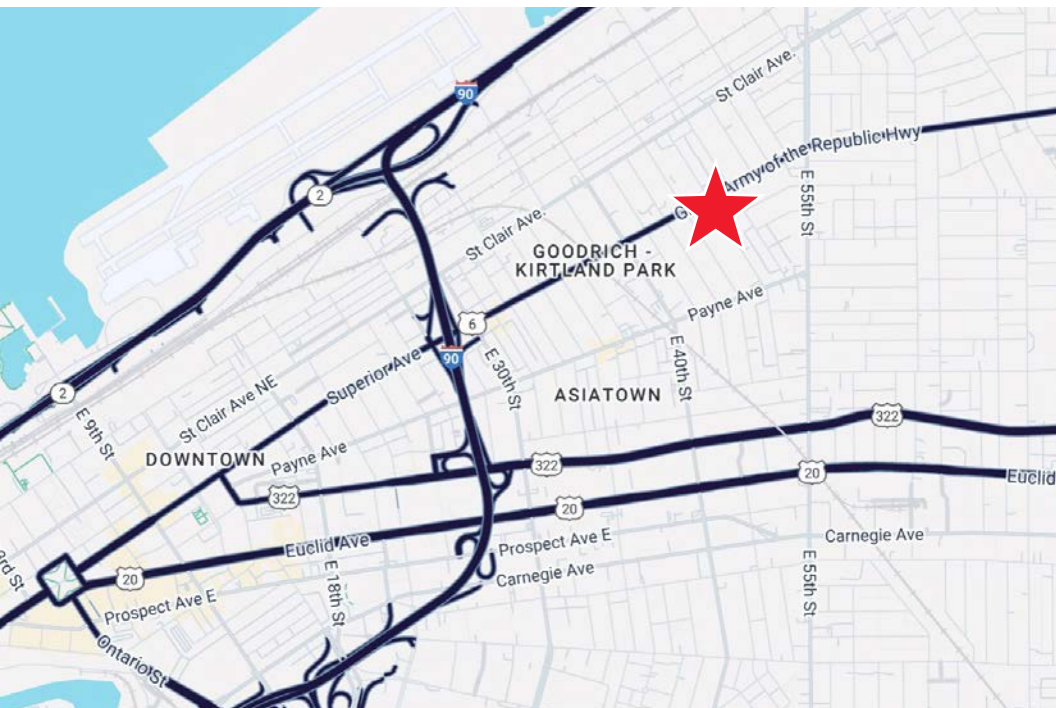 90
St Clair Ave.
Army of the Republic Hwy
2
E 55th St
St Clair Ave.
GOODRICH -
KIRTLAND PARK
6
Payne Ave
90
Superior Ave
E 30th St
E 40th St
2
St Clair Ave NE
ASIATOWN
E 9th St
322
DOWNTOWN
Payne Ave
322
322
20
20
Euclid
Euclid Ave
Prospect Ave E
Carnegie Ave
20
Carnegie Ave
E 18th St
E 55th St
Prospect Ave E
3rd St
Ontario St